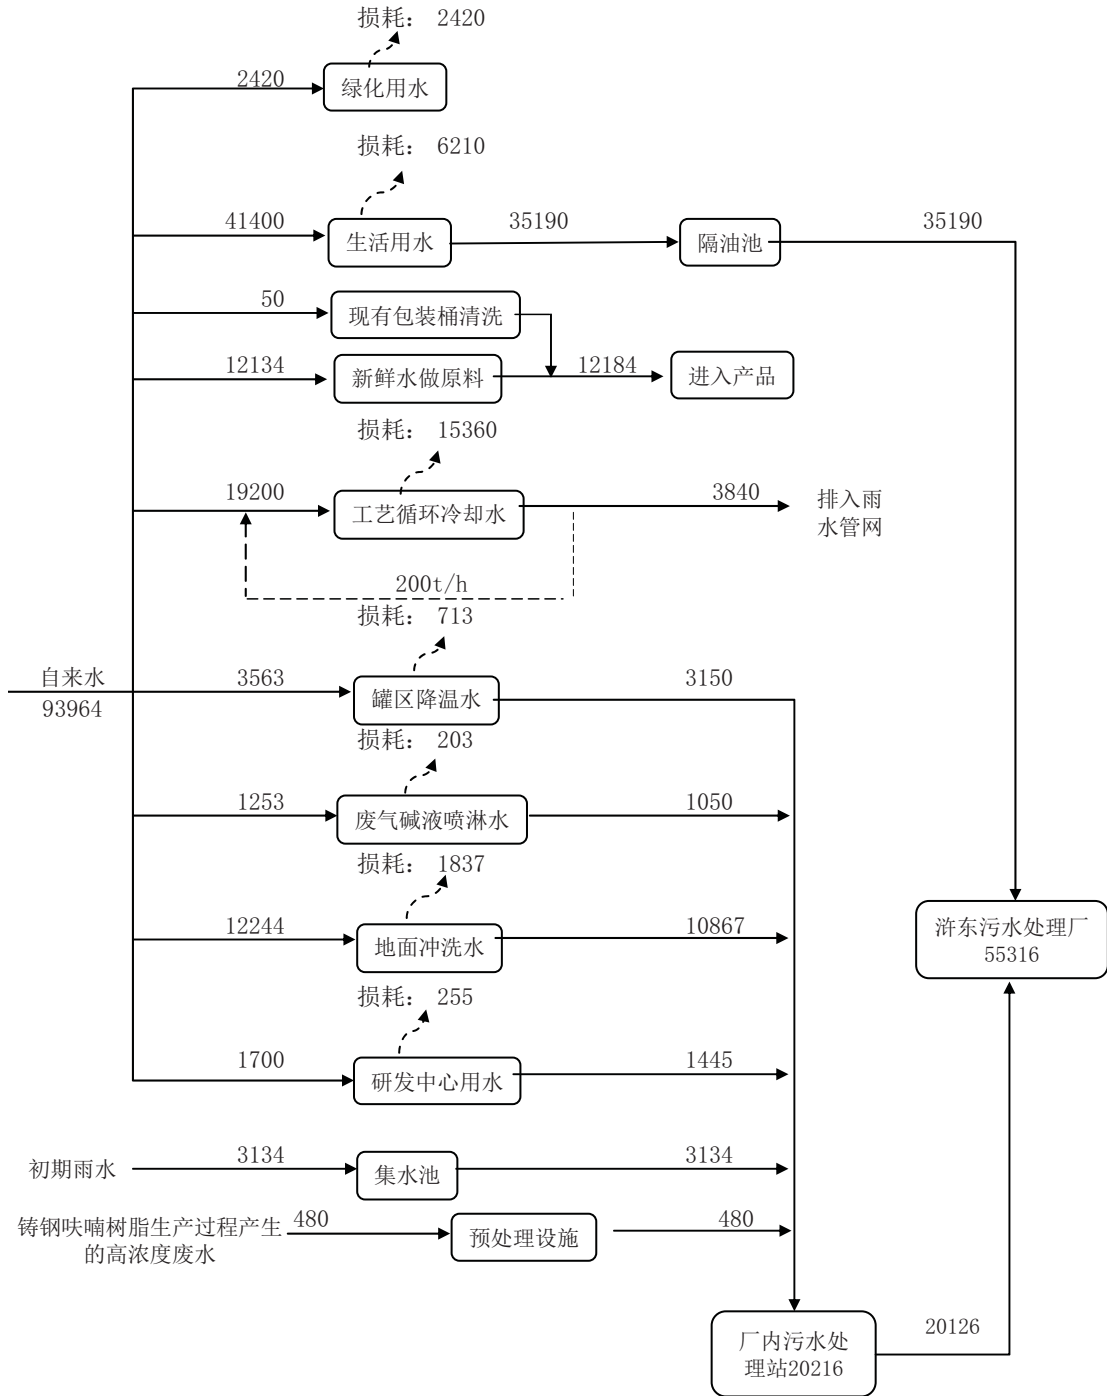 损耗： 2420
2420
绿化用水
损耗： 6210
41400
生活用水
35190
隔油池
35190
50
现有包装桶清洗
12134
新鲜水做原料
12184
进入产品
损耗： 15360
19200
工艺循环冷却水
3840
排入雨
水管网
200t/h
损耗： 713
自来水
93964
3563
罐区降温水
3150
损耗： 203
1253
废气碱液喷淋水
1050
损耗： 1837
12244
地面冲洗水
10867
浒东污水处理厂
55316
损耗： 255
1700
研发中心用水
1445
初期雨水
3134
集水池
3134
铸钢呋喃树脂生产过程产生
的高浓度废水
480
预处理设施
480
厂内污水处
理站20216
20126